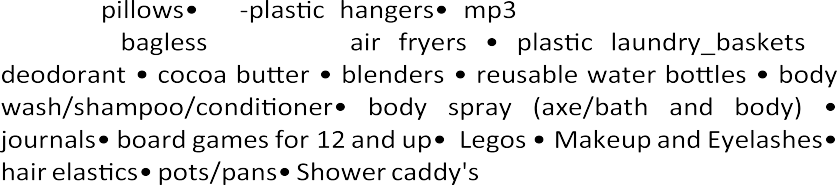 pillows• -plastic hangers• mp3
bagless air fryers • plastic laundry_baskets
deodorant • cocoa butter • blenders • reusable water bottles • body
wash/shampoo/conditioner• body spray (axe/bath and body) •
journals• board games for 12 and up• Legos • Makeup and Eyelashes•
hair elastics• pots/pans• Shower caddy's